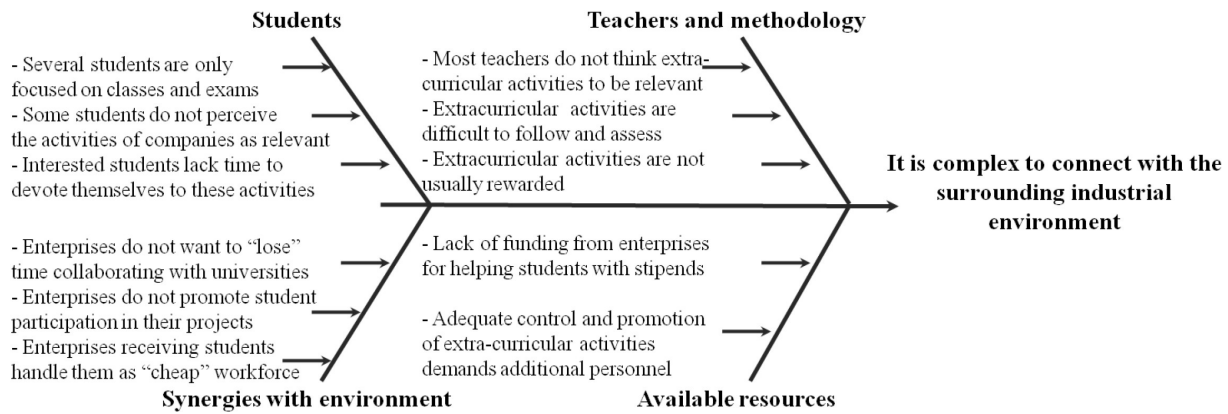 Students
- Several students are only
focused on classes and exams
- Some students do not perceive
the activities of companies as relevant
- Interested students lack time to
devote themselves to these activities
Teachers and methodology
- Most teachers do not think extra-
curricular activities to be relevant
- Extracurricular activities are
difficult to follow and assess
- Extracurricular activities are not
usually rewarded
It is complex to connect with the
surrounding industrial
environment
- Enterprises do not want to “lose”
time collaborating with universities
- Enterprises do not promote student
participation in their projects
- Enterprises receiving students
handle them as “cheap” workforce
Synergies with environment
- Lack of funding from enterprises
for helping students with stipends
- Adequate control and promotion
of extra-curricular activities
demands additional personnel
Available resources